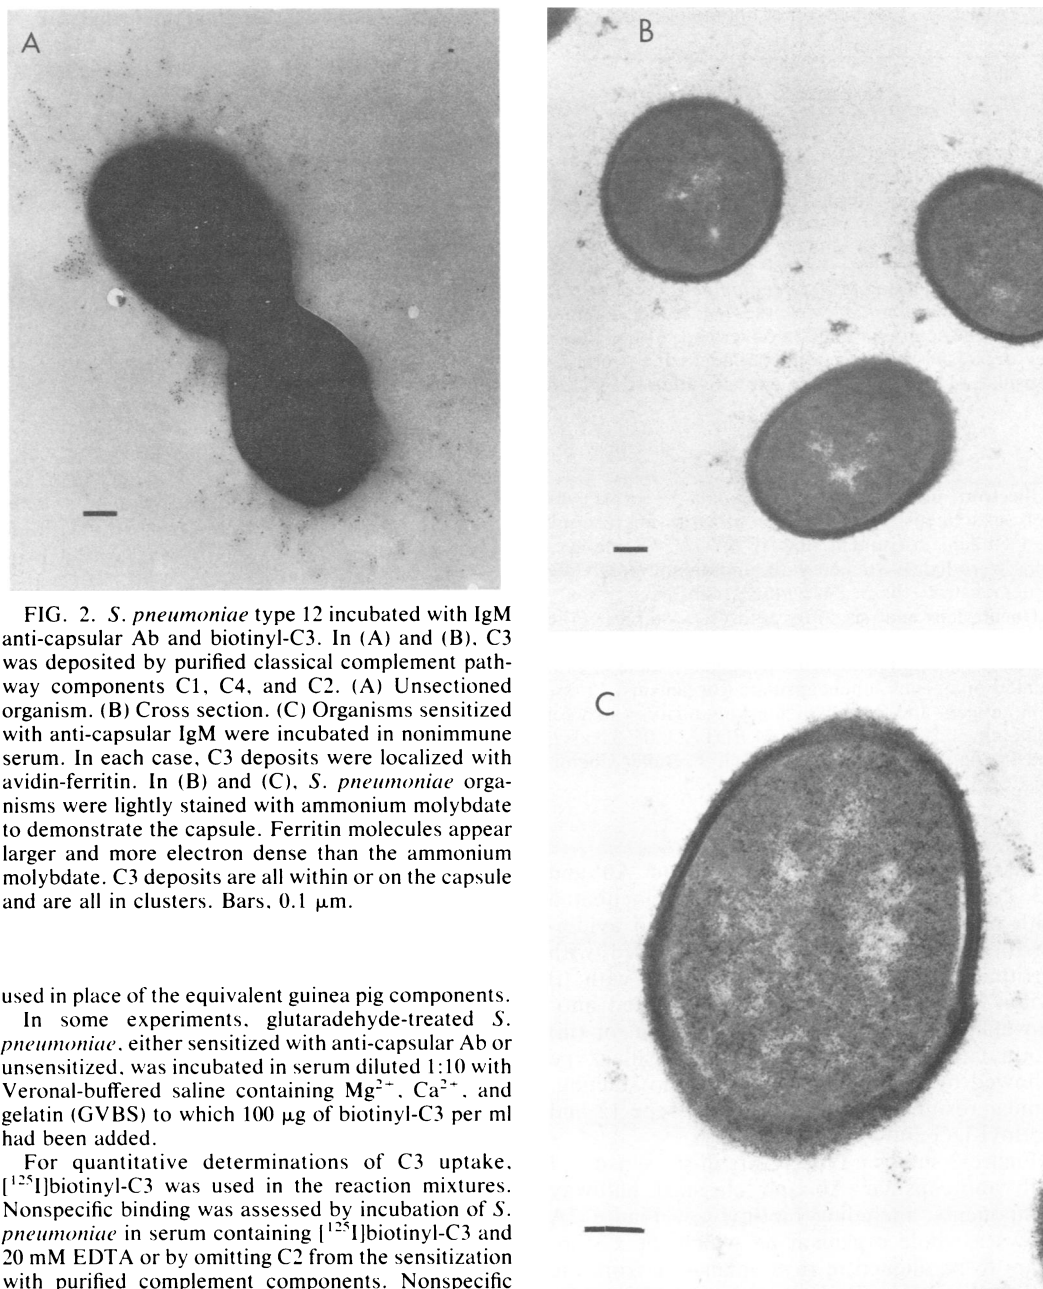 A
B
FIG. 2. S. pneumoniae type 12 incubated with IgM
anti-capsular Ab and biotinyl-C3. In (A) and (B), C3
was deposited by purified classical complement path-
way components C1, C4, and C2. (A) Unsectioned
organism. (B) Cross section. (C) Organisms sensitized
with anti-capsular IgM were incubated in nonimmune
serum. In each case, C3 deposits were localized with
avidin-ferritin. In (B) and (C), S. pneumoniae orga-
nisms were lightly stained with ammonium molybdate
to demonstrate the capsule. Ferritin molecules appear
larger and more electron dense than the ammonium
molybdate. C3 deposits are all within or on the capsule
and are all in clusters. Bars, 0.1 μm.
used in place of the equivalent guinea pig components.
In some experiments, glutaradehyde-treated S.
pneumoniae, either sensitized with anti-capsular Ab or
unsensitized, was incubated in serum diluted 1:10 with
Veronal-buffered saline containing Mg²⁺, Ca²⁺, and
gelatin (GVBS) to which 100 μg of biotinyl-C3 per ml
had been added.
For quantitative determinations of C3 uptake,
[¹²⁵I]biotinyl-C3 was used in the reaction mixtures.
Nonspecific binding was assessed by incubation of S.
pneumoniae in serum containing [¹²⁵I]biotinyl-C3 and
20 mM EDTA or by omitting C2 from the sensitization
with purified complement components. Nonspecific
C